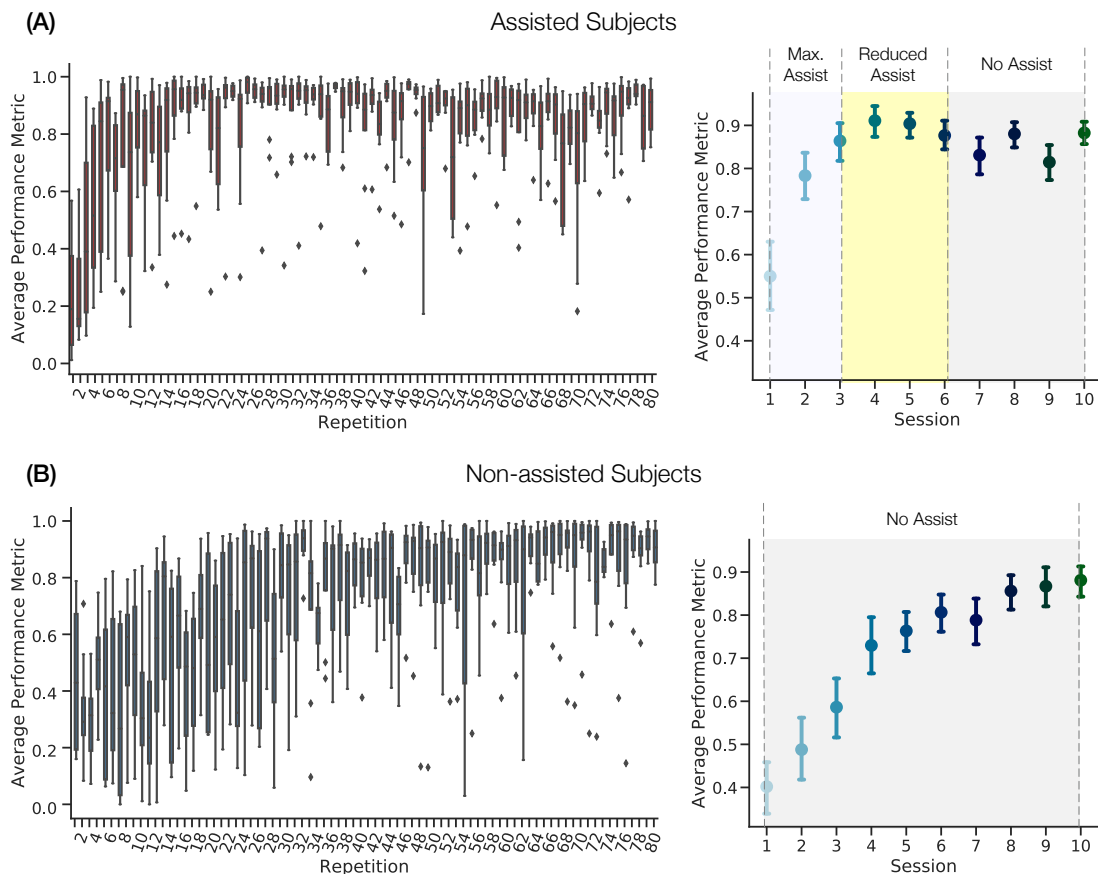 (A)
Assisted Subjects
Average Performance Metric
1.0
0.8
0.6
0.4
0.2
0.0
2 4 6 8 10 12 14 16 18 20 22 24 26 28 30 32 34 36 38 40 42 44 46 48 50 52 54 56 58 60 62 64 66 68 70 72 74 76 78 80
Repetition
Max. Assist
Reduced Assist
No Assist
Average Performance Metric
0.9
0.8
0.7
0.6
0.5
0.4
1 2 3 4 5 6 7 8 9 10
Session
(B)
Non-assisted Subjects
Average Performance Metric
1.0
0.8
0.6
0.4
0.2
0.0
2 4 6 8 10 12 14 16 18 20 22 24 26 28 30 32 34 36 38 40 42 44 46 48 50 52 54 56 58 60 62 64 66 68 70 72 74 76 78 80
Repetition
No Assist
Average Performance Metric
0.9
0.8
0.7
0.6
0.5
0.4
1 2 3 4 5 6 7 8 9 10
Session